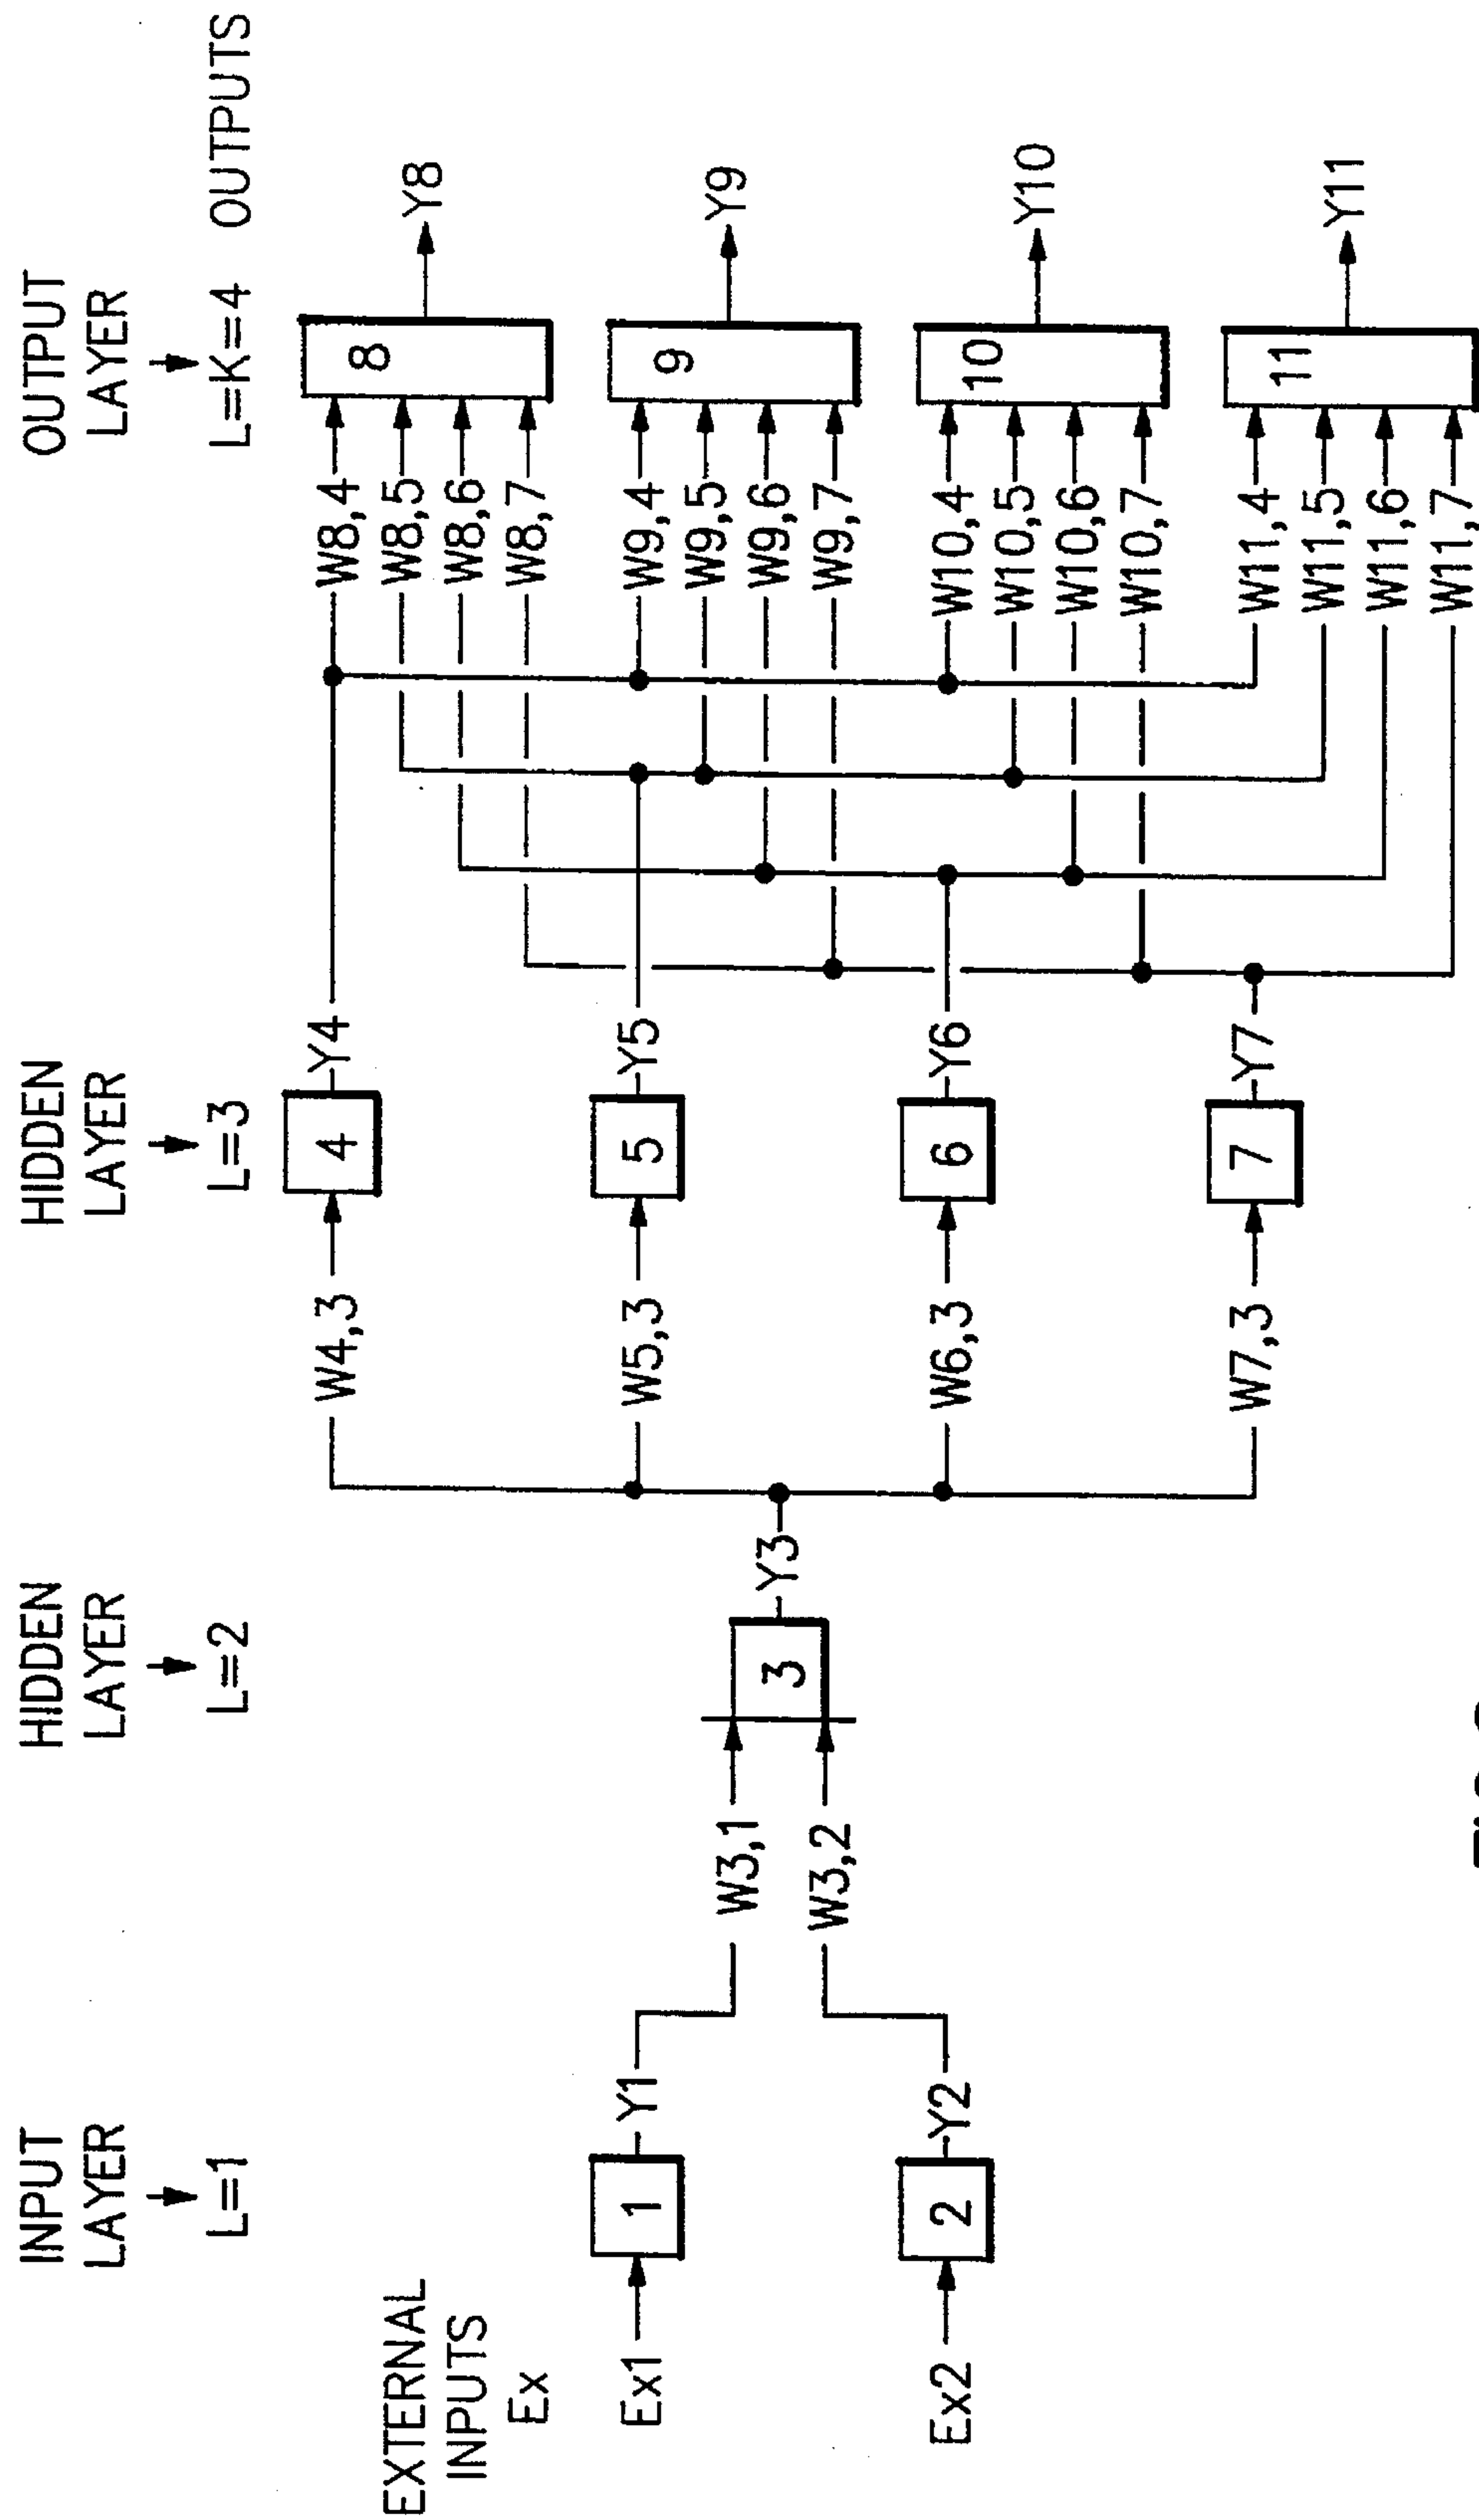 INPUT
LAYER
L=1
HIDDEN
LAYER
L=2
HIDDEN
LAYER
L=3
OUTPUT
LAYER
L=K=4
OUTPUTS
EXTERNAL
INPUTS
Ex
Ex1
1
Y1
Ex2
2
Y2
W3,1
W3,2
3
Y3
W4,3
4
Y4
W5,3
5
Y5
W6,3
6
Y6
W7,3
7
Y7
W8,4
W8,5
W8,6
W8,7
8
Y8
W9,4
W9,5
W9,6
W9,7
9
Y9
W10,4
W10,5
W10,6
W10,7
10
Y10
W11,4
W11,5
W11,6
W11,7
11
Y11